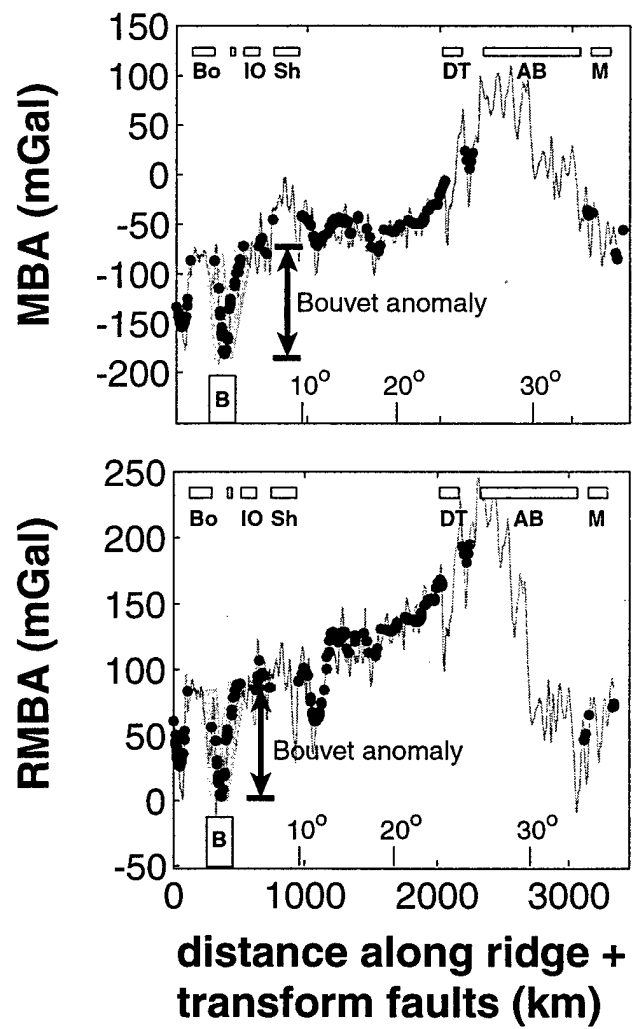 150
100
50
0
-50
-100
-150
-200
MBA (mGal)
Bo IO Sh DT AB M
Bouvet anomaly
B
10° 20° 30°
250
200
150
100
50
0
-50
RMBA (mGal)
Bo IO Sh DT AB M
Bouvet anomaly
B
10° 20° 30°
0 1000 2000 3000
distance along ridge +
transform faults (km)